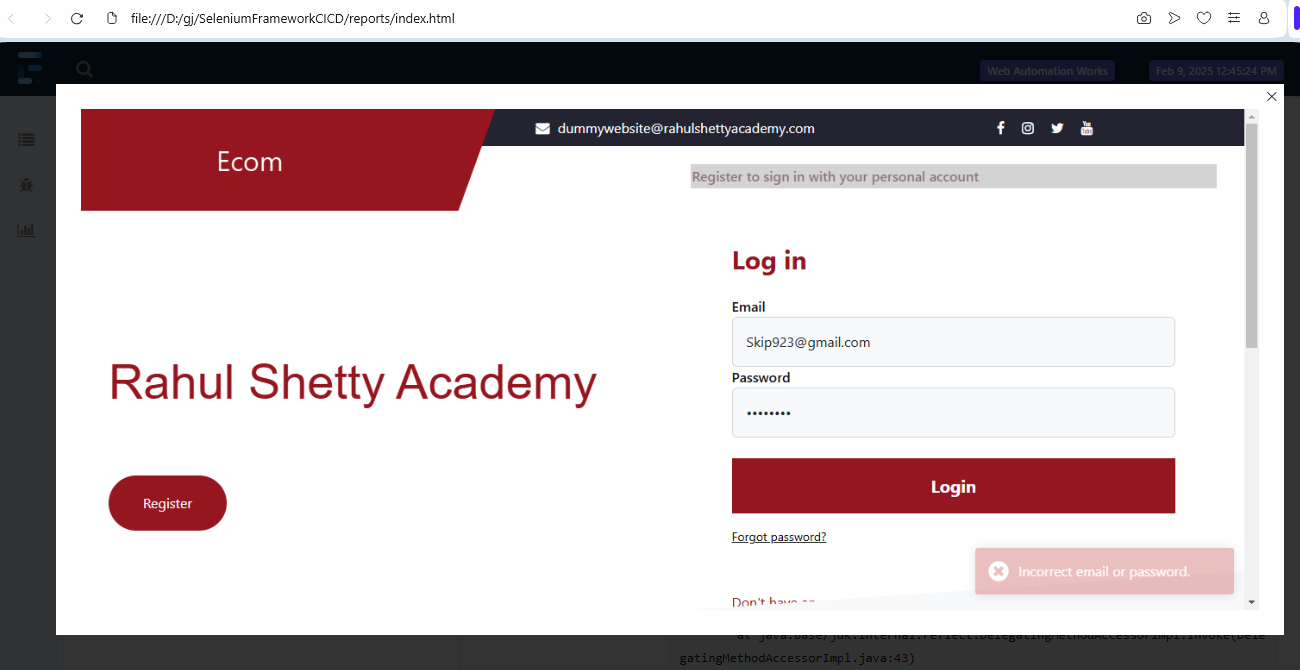 file:///D:/gj/SeleniumFrameworkCICD/reports/index.html
Web Automation Works
Feb 9, 2025 12:45:24 PM
Ecom
dummywebsite@rahulshettyacademy.com
Register to sign in with your personal account
Log in
Email
Skip923@gmail.com
Password
••••••••
Rahul Shetty Academy
Login
Register
Forgot password?
Incorrect email or password.
Don't have
at java.base/jdk.internal.reflect.DelegatingMethodAccessorImpl.invoke(Dele
gatingMethodAccessorImpl.java:43)